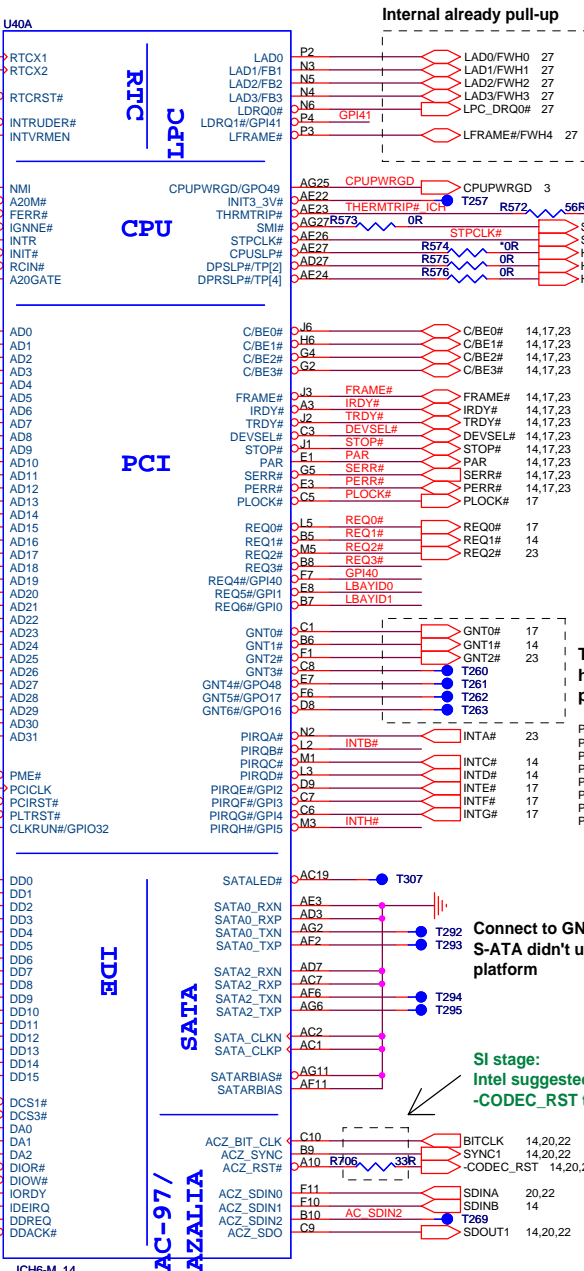 Internal already pull-up
U40A
RTC
LPC
RTCX1
RTCX2
RTCRST#
INTRUDER#
INTVRMEN
LAD0 P2 LAD0/FWH0 27
LAD1/FB1 N3 LAD1/FWH1 27
LAD2/FB2 N5 LAD2/FWH2 27
LAD3/FB3 N4 LAD3/FWH3 27
LDRQ0# N6 LPC_DRQ0# 27
LDRQ1#/GPI41 P4 GPI41
LFRAME# P3 LFRAME#/FWH4 27
CPU
NMI
A20M#
FERR#
IGNNE#
INTR
INIT#
RCIN#
A20GATE
CPUPWRGD/GPO49 AG25 CPUPWRGD CPUPWRGD 3
INIT3_3V# AE22 T257
THRMTRIP# AE23 THERMTRIP#_ICH R572 56R
SMI# AG27 R573 0R
STPCLK# AE26 STPCLK#
CPUSLP# AE27 R574 *0R
DPSLP#/TP[2] AD27 R575 0R
DPRSLP#/TP[4] AE24 R576 0R
PCI
AD0
AD1
AD2
AD3
AD4
AD5
AD6
AD7
AD8
AD9
AD10
AD11
AD12
AD13
AD14
AD15
AD16
AD17
AD18
AD19
AD20
AD21
AD22
AD23
AD24
AD25
AD26
AD27
AD28
AD29
AD30
AD31
C/BE0# J6 C/BE0# 14,17,23
C/BE1# H6 C/BE1# 14,17,23
C/BE2# G4 C/BE2# 14,17,23
C/BE3# G2 C/BE3# 14,17,23
FRAME# J3 FRAME# FRAME# 14,17,23
IRDY# A3 IRDY# IRDY# 14,17,23
TRDY# J2 TRDY# TRDY# 14,17,23
DEVSEL# C3 DEVSEL# DEVSEL# 14,17,23
STOP# J1 STOP# STOP# 14,17,23
PAR E1 PAR PAR 14,17,23
SERR# G5 SERR# SERR# 14,17,23
PERR# E3 PERR# PERR# 14,17,23
PLOCK# C5 PLOCK# PLOCK# 17
REQ0# L5 REQ0# REQ0# 17
REQ1# B5 REQ1# REQ1# 14
REQ2# M5 REQ2# REQ2# 23
REQ3# B8 REQ3#
REQ4#/GPI40 F7 GPI40
REQ5#/GPI1 E8 LBAYID0
REQ6#/GPI0 B7 LBAYID1
GNT0# C1 GNT0# 17
GNT1# B6 GNT1# 14
GNT2# F1 GNT2# 23
GNT3# C8 T260
GNT4#/GPO48 E7 T261
GNT5#/GPO17 F6 T262
GNT6#/GPO16 D8 T263
PIRQA# N2 INTA# 23
PIRQB# L2 INTB#
PIRQC# M1 INTC# 14
PIRQD# L3 INTD# 14
PIRQE#/GPI2 D9 INTE# 17
PIRQF#/GPI3 C7 INTF# 17
PIRQG#/GPI4 C6 INTG# 17
PIRQH#/GPI5 M3 INTH#
PME#
PCICLK
PCIRST#
PLTRST#
CLKRUN#/GPIO32
IDE
SATA
DD0
DD1
DD2
DD3
DD4
DD5
DD6
DD7
DD8
DD9
DD10
DD11
DD12
DD13
DD14
DD15
DCS1#
DCS3#
DA0
DA1
DA2
DIOR#
DIOW#
IORDY
IDEIRQ
DDREQ
DDACK#
SATALED# AC19 T307
SATA0_RXN AE3
SATA0_RXP AD3
SATA0_TXN AG2 T292
SATA0_TXP AF2 T293
Connect to GN
S-ATA didn't u
platform
SATA2_RXN AD7
SATA2_RXP AC7
SATA2_TXN AF6 T294
SATA2_TXP AG6 T295
SATA_CLKN AC2
SATA_CLKP AC1
SATARBIAS# AG11
SATARBIAS AF11
SI stage:
Intel suggested
-CODEC_RST
AC-97/
AZALIA
ACZ_BIT_CLK C10 BITCLK 14,20,22
ACZ_SYNC B9 SYNC1 14,20,22
ACZ_RST# A10 R706 33R -CODEC_RST 14,20,2
ACZ_SDIN0 F11 SDINA 20,22
ACZ_SDIN1 F10 SDINB 14
ACZ_SDIN2 B10 AC_SDIN2 T269
ACZ_SDO C9 SDOUT1 14,20,22
ICH6-M_14